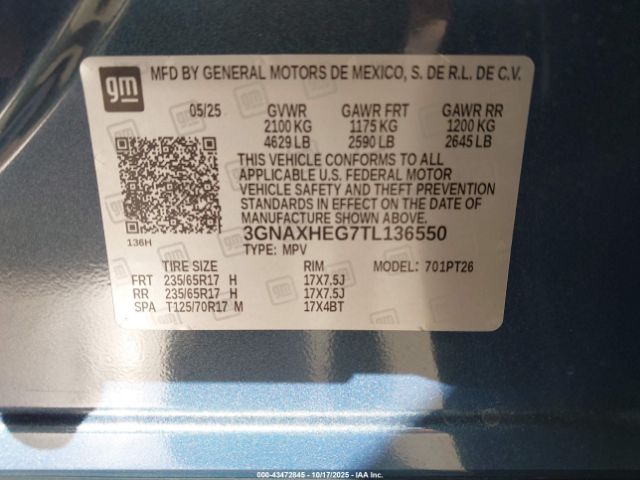 gm
MFD BY GENERAL MOTORS DE MEXICO, S. DE R.L. DE C.V.
05/25 GVWR GAWR FRT GAWR RR
2100 KG 1175 KG 1200 KG
4629 LB 2590 LB 2645 LB
THIS VEHICLE CONFORMS TO ALL
APPLICABLE U.S. FEDERAL MOTOR
VEHICLE SAFETY AND THEFT PREVENTION
STANDARDS IN EFFECT ON THE DATE OF
MANUFACTURE SHOWN ABOVE.
136H
3GNAXHEG7TL136550
TYPE: MPV
TIRE SIZE RIM MODEL: 701PT26
FRT 235/65R17 H 17X7.5J
RR 235/65R17 H 17X7.5J
SPA T125/70R17 M 17X4BT
© 43472845 - 10/17/2025 - IAA Inc.